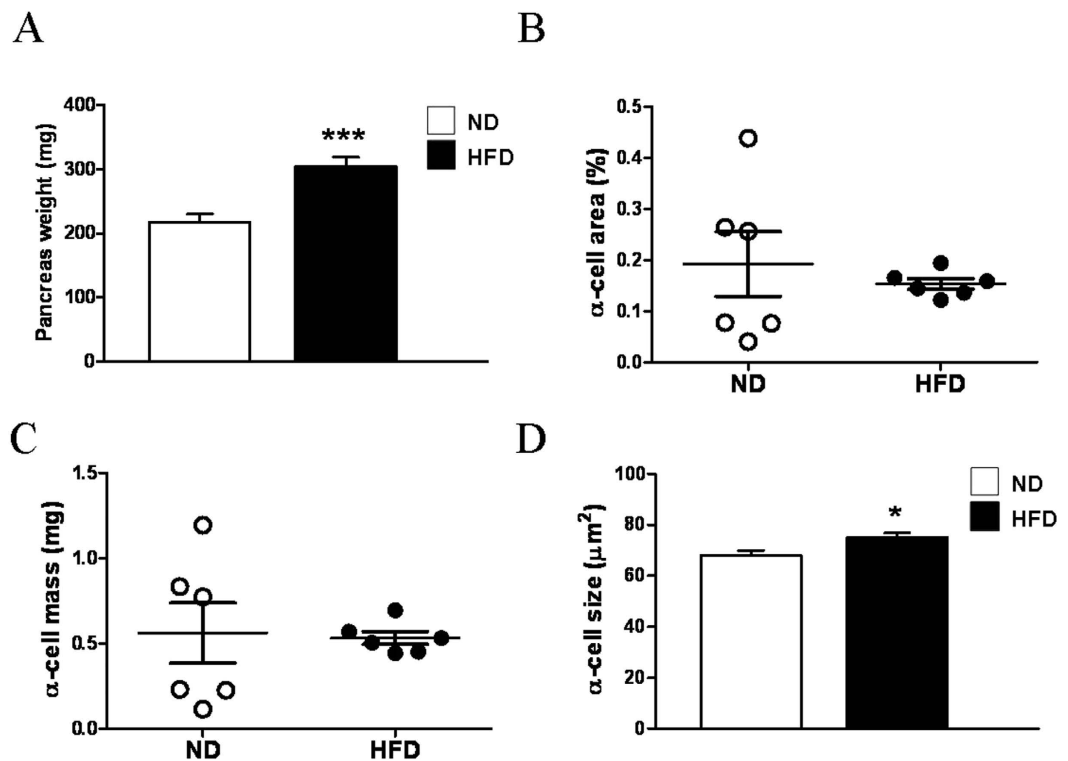 A
Pancreas weight (mg)
400
300
200
100
0
***
ND
HFD
B
α-cell area (%)
0.5
0.4
0.3
0.2
0.1
0.0
ND
HFD
C
α-cell mass (mg)
1.5
1.0
0.5
0.0
ND
HFD
D
α-cell size (μm²)
100
80
60
40
20
0
*
ND
HFD